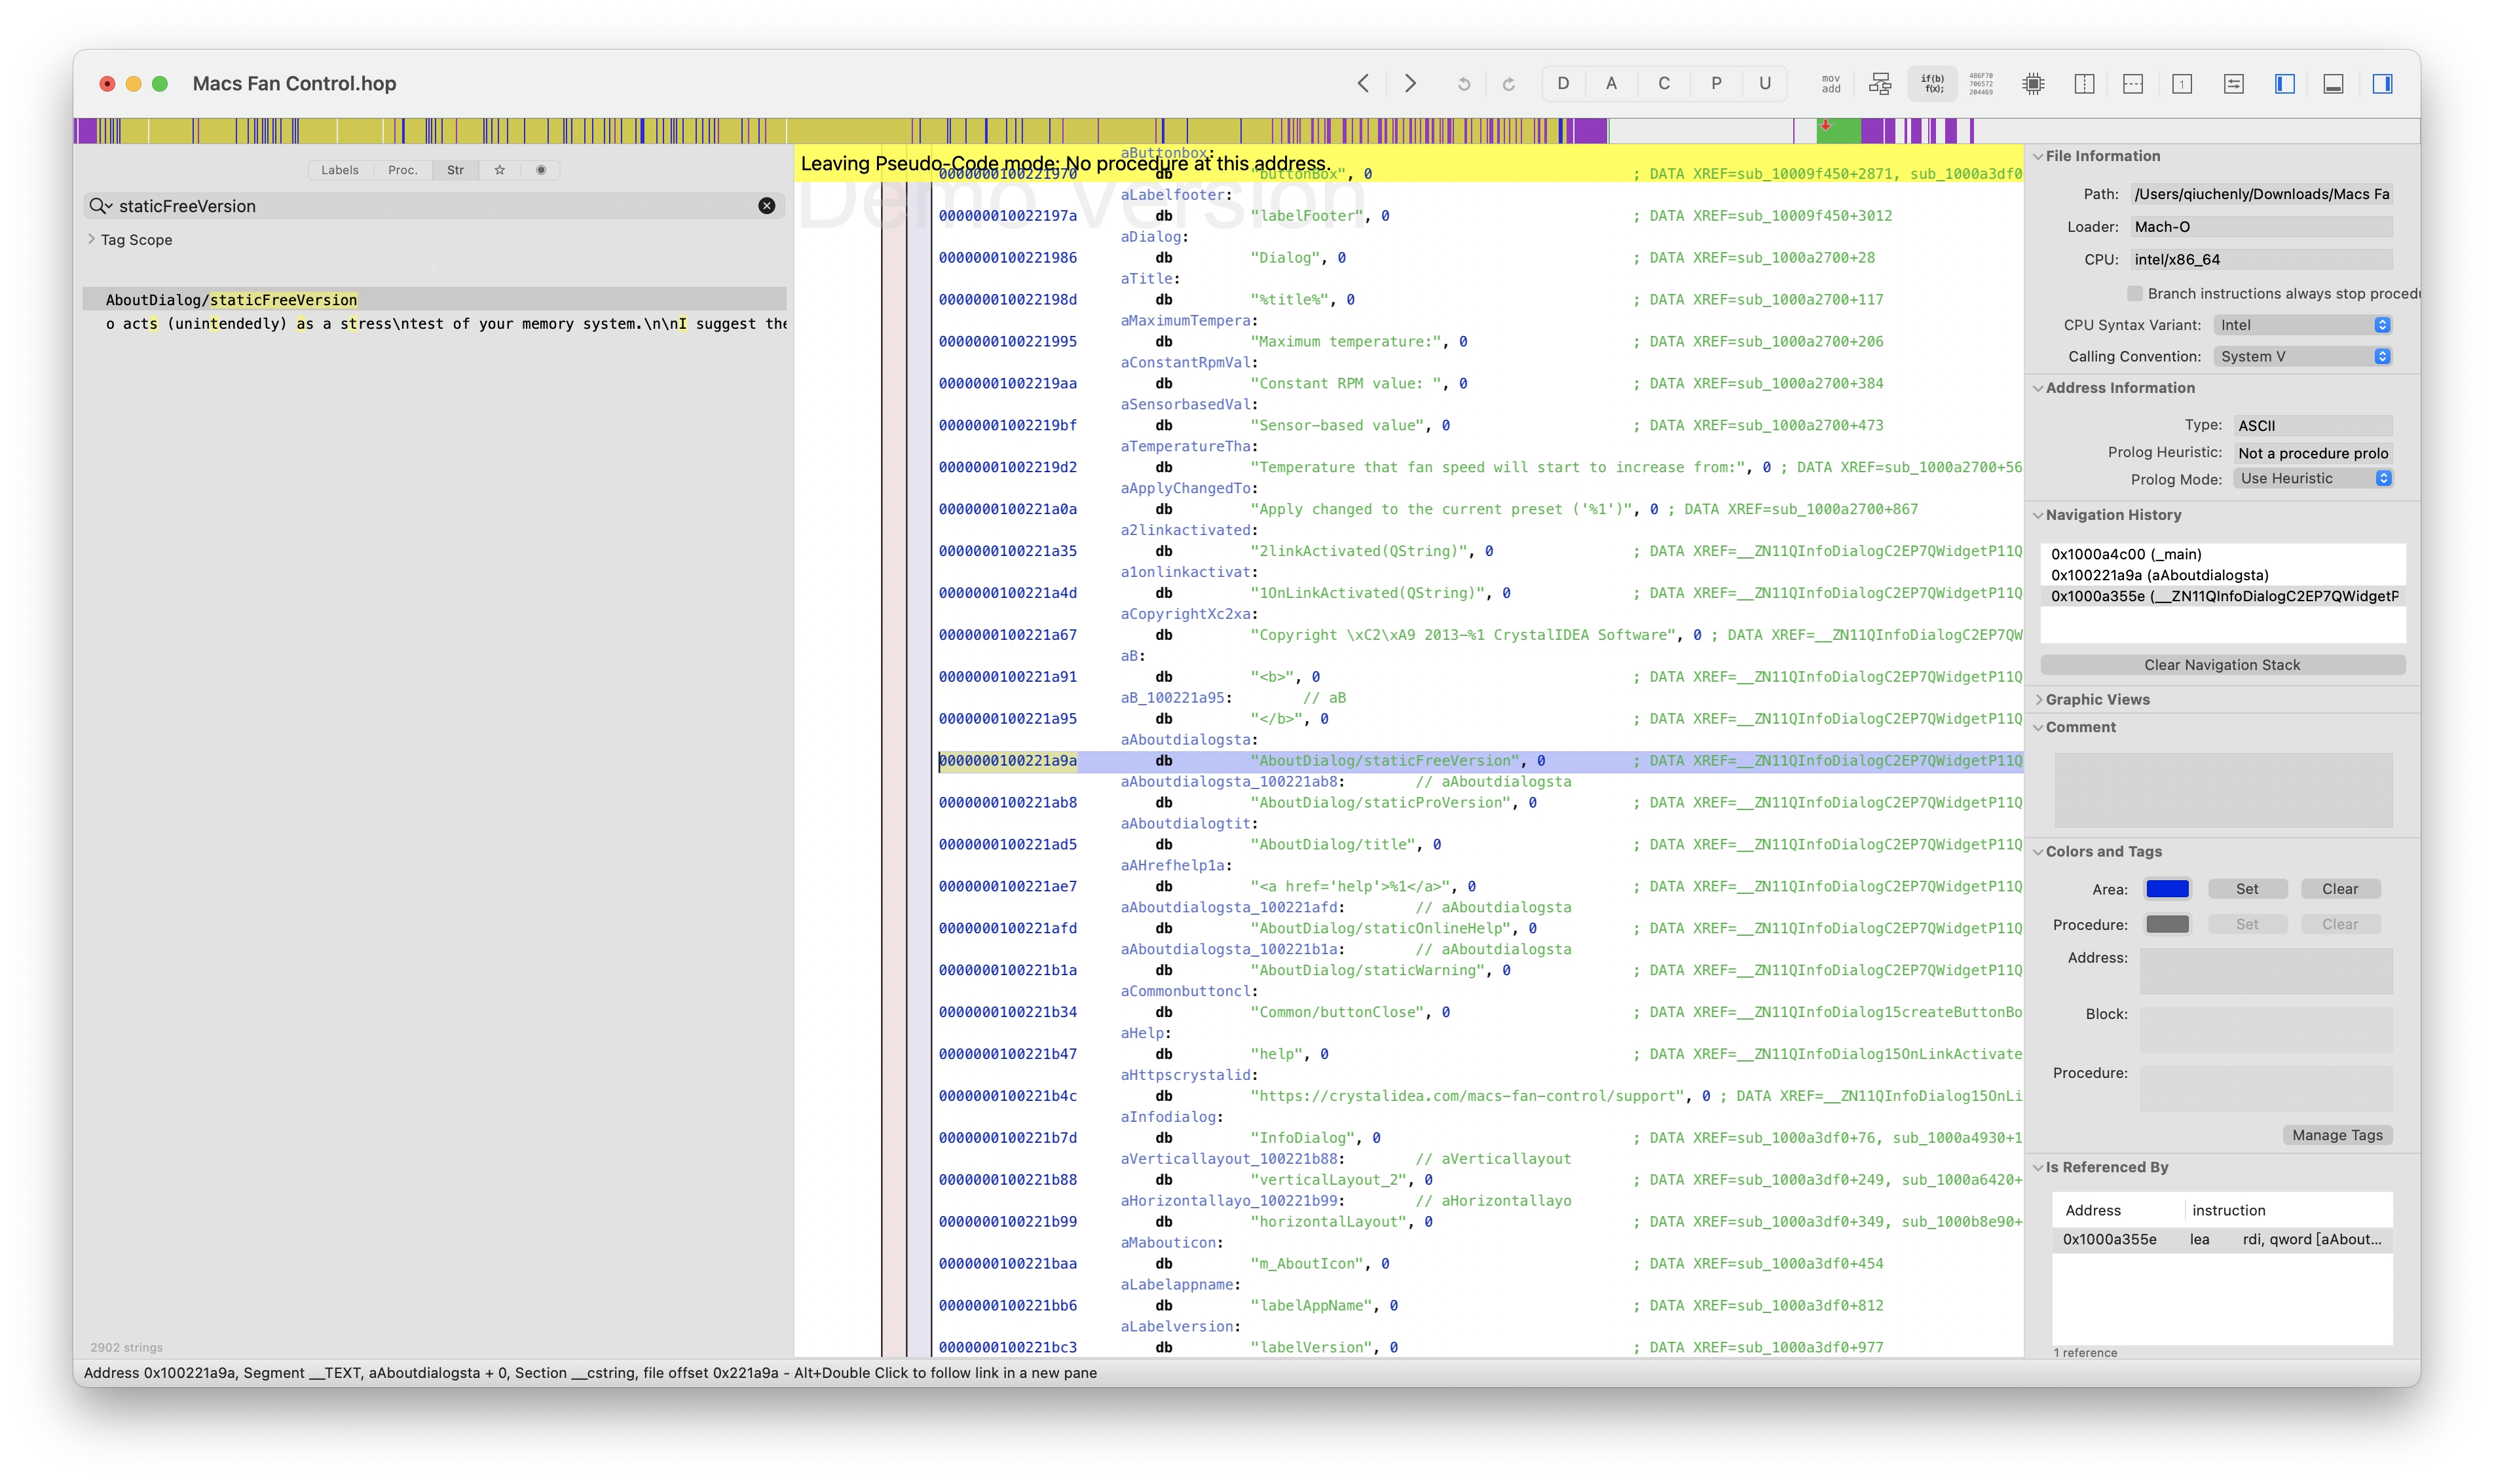 Macs Fan Control.hop
D A C P U
mov
add
if(b)
f(x);
486F70
706572
204469
1
Labels Proc. Str
staticFreeVersion
Tag Scope
AboutDialog/staticFreeVersion
o acts (unintendedly) as a stress\ntest of your memory system.\n\nI suggest the
2902 strings
Leaving Pseudo-Code mode: No procedure at this address.
Demo Version
aButtonbox:
0000000100221970 db "buttonBox", 0 ; DATA XREF=sub_10009f450+2871, sub_1000a3df0
aLabelfooter:
000000010022197a db "labelFooter", 0 ; DATA XREF=sub_10009f450+3012
aDialog:
0000000100221986 db "Dialog", 0 ; DATA XREF=sub_1000a2700+28
aTitle:
000000010022198d db "%title%", 0 ; DATA XREF=sub_1000a2700+117
aMaximumTempera:
0000000100221995 db "Maximum temperature:", 0 ; DATA XREF=sub_1000a2700+206
aConstantRpmVal:
00000001002219aa db "Constant RPM value: ", 0 ; DATA XREF=sub_1000a2700+384
aSensorbasedVal:
00000001002219bf db "Sensor-based value", 0 ; DATA XREF=sub_1000a2700+473
aTemperatureTha:
00000001002219d2 db "Temperature that fan speed will start to increase from:", 0 ; DATA XREF=sub_1000a2700+56
aApplyChangedTo:
0000000100221a0a db "Apply changed to the current preset ('%1')", 0 ; DATA XREF=sub_1000a2700+867
a2linkactivated:
0000000100221a35 db "2linkActivated(QString)", 0 ; DATA XREF=__ZN11QInfoDialogC2EP7QWidgetP11Q
a1onlinkactivat:
0000000100221a4d db "1OnLinkActivated(QString)", 0 ; DATA XREF=__ZN11QInfoDialogC2EP7QWidgetP11Q
aCopyrightXc2xa:
0000000100221a67 db "Copyright \xC2\xA9 2013-%1 CrystalIDEA Software", 0 ; DATA XREF=__ZN11QInfoDialogC2EP7QW
aB:
0000000100221a91 db "<b>", 0 ; DATA XREF=__ZN11QInfoDialogC2EP7QWidgetP11Q
aB_100221a95: // aB
0000000100221a95 db "</b>", 0 ; DATA XREF=__ZN11QInfoDialogC2EP7QWidgetP11Q
aAboutdialogsta:
0000000100221a9a db "AboutDialog/staticFreeVersion", 0 ; DATA XREF=__ZN11QInfoDialogC2EP7QWidgetP11Q
aAboutdialogsta_100221ab8: // aAboutdialogsta
0000000100221ab8 db "AboutDialog/staticProVersion", 0 ; DATA XREF=__ZN11QInfoDialogC2EP7QWidgetP11Q
aAboutdialogtit:
0000000100221ad5 db "AboutDialog/title", 0 ; DATA XREF=__ZN11QInfoDialogC2EP7QWidgetP11Q
aAHrefhelp1a:
0000000100221ae7 db "<a href='help'>%1</a>", 0 ; DATA XREF=__ZN11QInfoDialogC2EP7QWidgetP11Q
aAboutdialogsta_100221afd: // aAboutdialogsta
0000000100221afd db "AboutDialog/staticOnlineHelp", 0 ; DATA XREF=__ZN11QInfoDialogC2EP7QWidgetP11Q
aAboutdialogsta_100221b1a: // aAboutdialogsta
0000000100221b1a db "AboutDialog/staticWarning", 0 ; DATA XREF=__ZN11QInfoDialogC2EP7QWidgetP11Q
aCommonbuttoncl:
0000000100221b34 db "Common/buttonClose", 0 ; DATA XREF=__ZN11QInfoDialog15createButtonBo
aHelp:
0000000100221b47 db "help", 0 ; DATA XREF=__ZN11QInfoDialog15OnLinkActivate
aHttpscrystalid:
0000000100221b4c db "https://crystalidea.com/macs-fan-control/support", 0 ; DATA XREF=__ZN11QInfoDialog15OnLi
aInfodialog:
0000000100221b7d db "InfoDialog", 0 ; DATA XREF=sub_1000a3df0+76, sub_1000a4930+1
aVerticallayout_100221b88: // aVerticallayout
0000000100221b88 db "verticalLayout_2", 0 ; DATA XREF=sub_1000a3df0+249, sub_1000a6420+
aHorizontallayo_100221b99: // aHorizontallayo
0000000100221b99 db "horizontalLayout", 0 ; DATA XREF=sub_1000a3df0+349, sub_1000b8e90+
aMabouticon:
0000000100221baa db "m_AboutIcon", 0 ; DATA XREF=sub_1000a3df0+454
aLabelappname:
0000000100221bb6 db "labelAppName", 0 ; DATA XREF=sub_1000a3df0+812
aLabelversion:
0000000100221bc3 db "labelVersion", 0 ; DATA XREF=sub_1000a3df0+977
File Information
Path: /Users/qiuchenly/Downloads/Macs Fa
Loader: Mach-O
CPU: intel/x86_64
Branch instructions always stop procedu
CPU Syntax Variant: Intel
Calling Convention: System V
Address Information
Type: ASCII
Prolog Heuristic: Not a procedure prolo
Prolog Mode: Use Heuristic
Navigation History
0x1000a4c00 (_main)
0x100221a9a (aAboutdialogsta)
0x1000a355e (__ZN11QInfoDialogC2EP7QWidgetP
Clear Navigation Stack
Graphic Views
Comment
Colors and Tags
Area: Set Clear
Procedure: Set Clear
Address:
Block:
Procedure:
Manage Tags
Is Referenced By
Address instruction
0x1000a355e lea rdi, qword [aAbout...
1 reference
Address 0x100221a9a, Segment __TEXT, aAboutdialogsta + 0, Section __cstring, file offset 0x221a9a - Alt+Double Click to follow link in a new pane